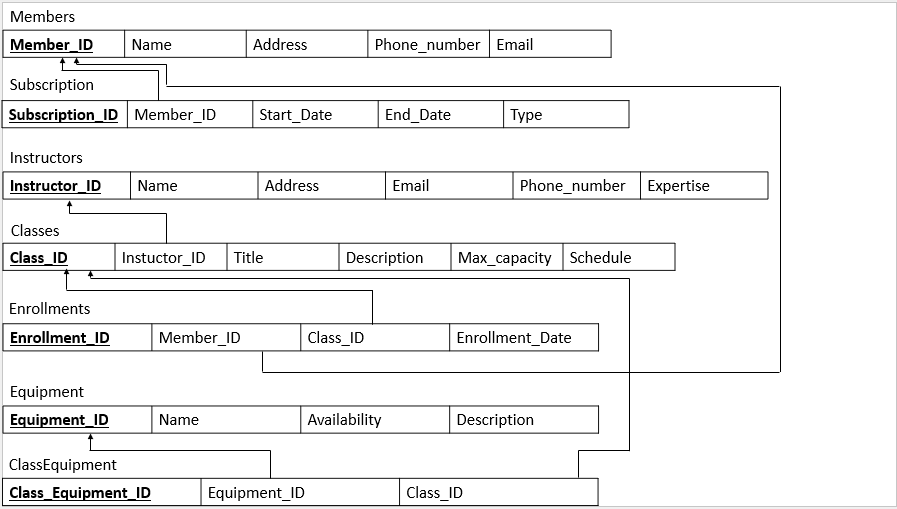 Members
Member_ID Name Address Phone_number Email
Subscription
Subscription_ID Member_ID Start_Date End_Date Type
Instructors
Instructor_ID Name Address Email Phone_number Expertise
Classes
Class_ID Instuctor_ID Title Description Max_capacity Schedule
Enrollments
Enrollment_ID Member_ID Class_ID Enrollment_Date
Equipment
Equipment_ID Name Availability Description
ClassEquipment
Class_Equipment_ID Equipment_ID Class_ID